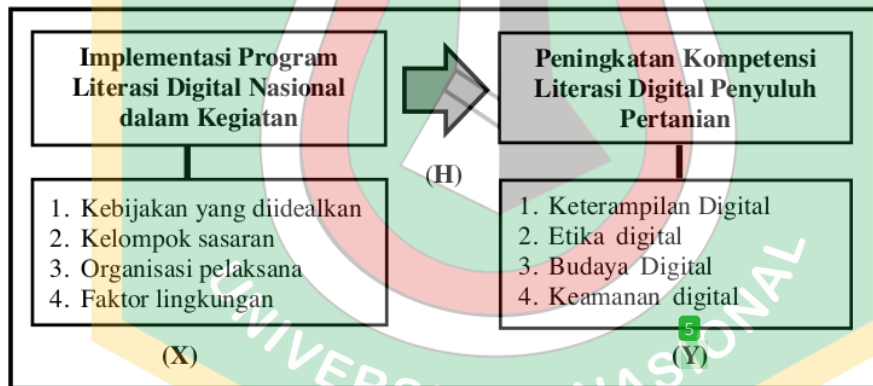 Implementasi Program
Literasi Digital Nasional
dalam Kegiatan
(H)
Peningkatan Kompetensi
Literasi Digital Penyuluh
Pertanian
1. Kebijakan yang diidealkan
2. Kelompok sasaran
3. Organisasi pelaksana
4. Faktor lingkungan
(X)
1. Keterampilan Digital
2. Etika digital
3. Budaya Digital
4. Keamanan digital
5
(Y)